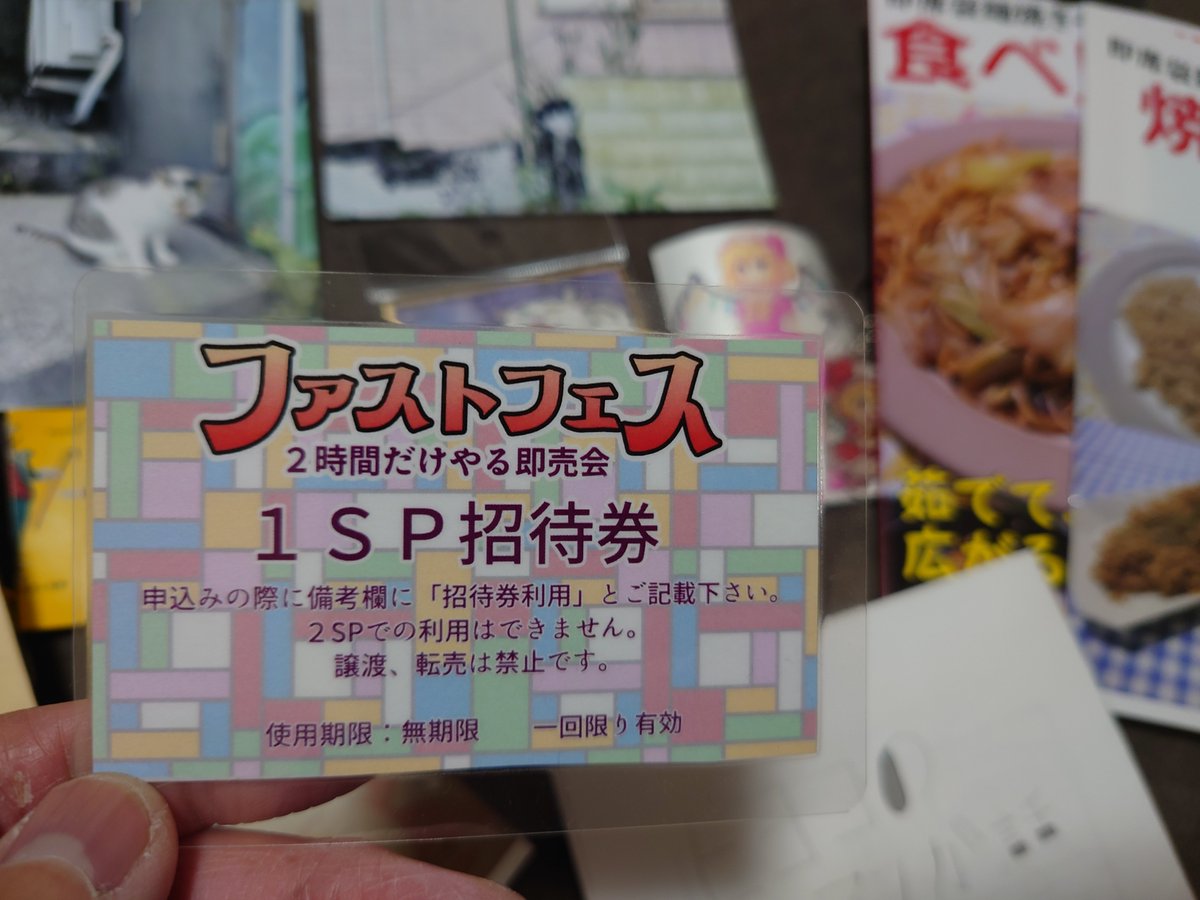 ファストフェス
2時間だけやる即売会
1SP招待券
申込みの際に備考欄に「招待券利用」とご記載下さい。
2SPでの利用はできません。
譲渡、転売は禁止です。
使用期限：無期限 一回限り有効
食べ
茹でて
広がる